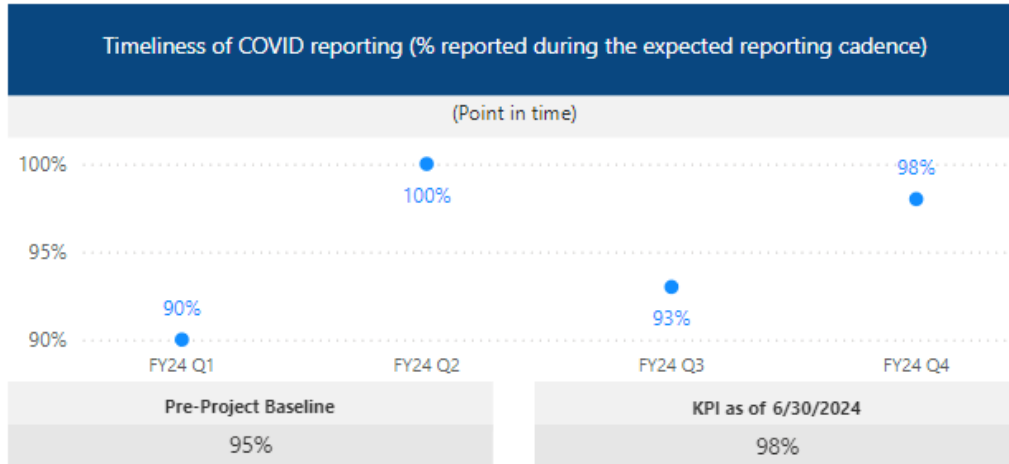 Timeliness of COVID reporting (% reported during the expected reporting cadence)
(Point in time)
100%
100%
98%
95%
90%
93%
90%
FY24 Q1
FY24 Q2
FY24 Q3
FY24 Q4
Pre-Project Baseline
KPI as of 6/30/2024
95%
98%